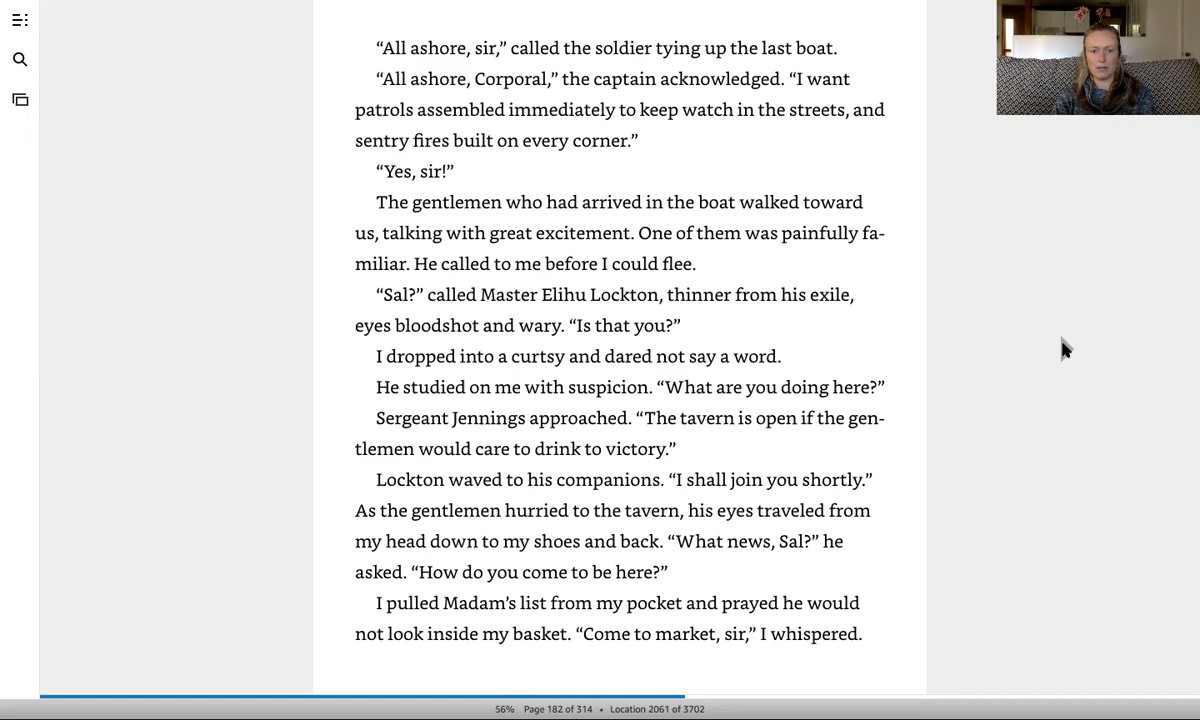 “All ashore, sir,” called the soldier tying up the last boat.
“All ashore, Corporal,” the captain acknowledged. “I want
patrols assembled immediately to keep watch in the streets, and
sentry fires built on every corner.”
“Yes, sir!”
The gentlemen who had arrived in the boat walked toward
us, talking with great excitement. One of them was painfully fa-
miliar. He called to me before I could flee.
“Sal?” called Master Elihu Lockton, thinner from his exile,
eyes bloodshot and wary. “Is that you?”
I dropped into a curtsy and dared not say a word.
He studied on me with suspicion. “What are you doing here?”
Sergeant Jennings approached. “The tavern is open if the gen-
tlemen would care to drink to victory.”
Lockton waved to his companions. “I shall join you shortly.”
As the gentlemen hurried to the tavern, his eyes traveled from
my head down to my shoes and back. “What news, Sal?” he
asked. “How do you come to be here?”
I pulled Madam’s list from my pocket and prayed he would
not look inside my basket. “Come to market, sir,” I whispered.
56% Page 182 of 314 • Location 2061 of 3702